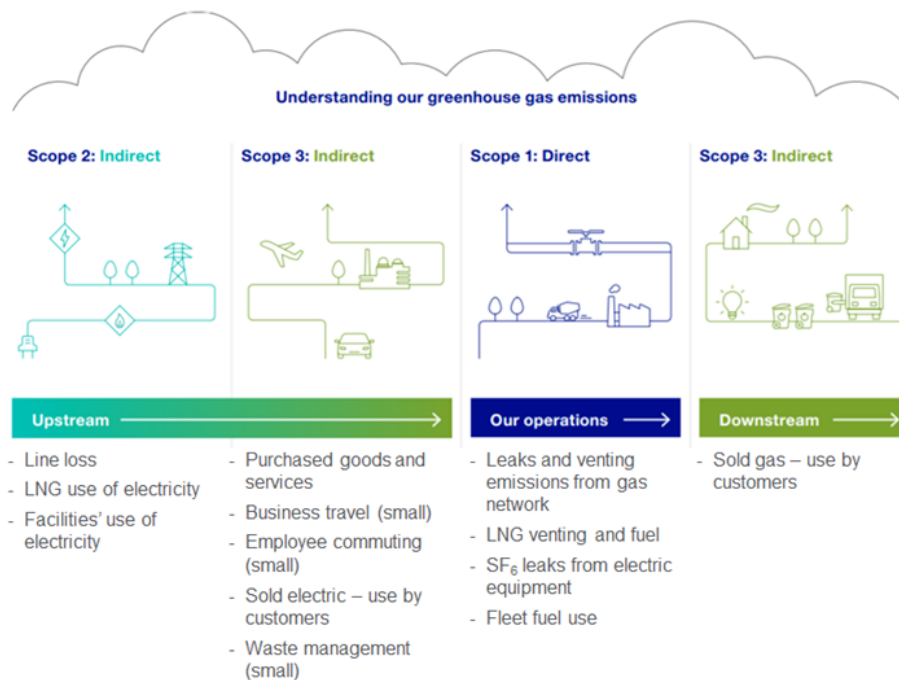 Understanding our greenhouse gas emissions
Scope 2: Indirect
Scope 3: Indirect
Scope 1: Direct
Scope 3: Indirect
Upstream
Our operations
Downstream
- Line loss
- LNG use of electricity
- Facilities' use of
electricity
- Purchased goods and
services
- Business travel (small)
- Employee commuting
(small)
- Sold electric – use by
customers
- Waste management
(small)
- Leaks and venting
emissions from gas
network
- LNG venting and fuel
- SF₆ leaks from electric
equipment
- Fleet fuel use
- Sold gas – use by
customers